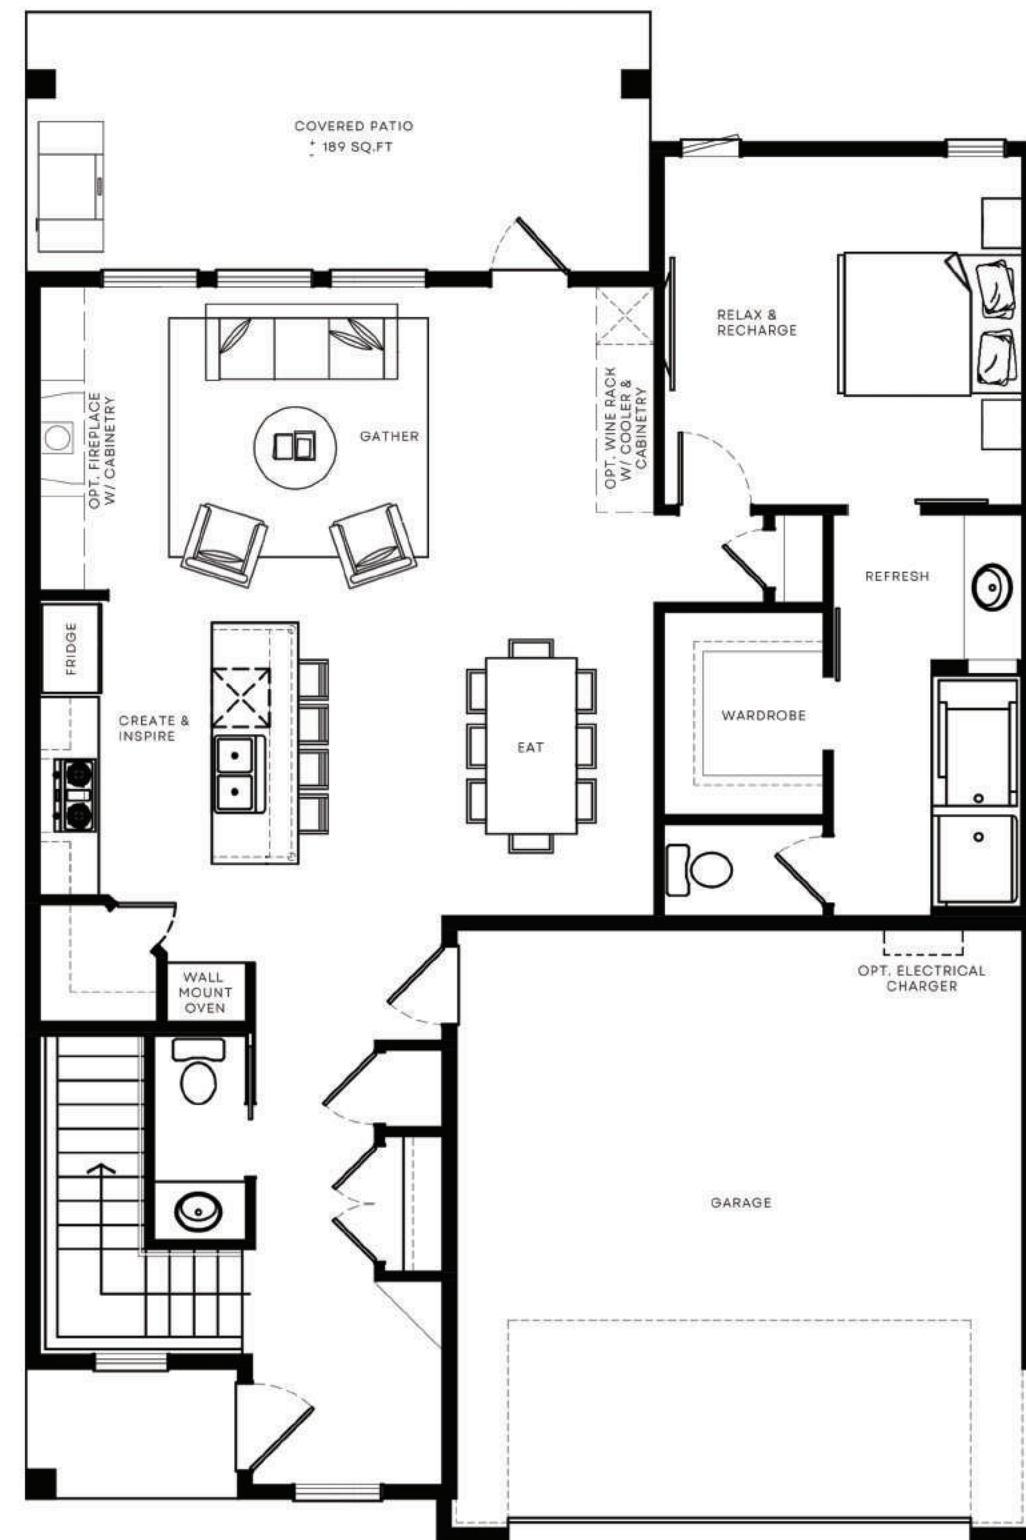 COVERED PATIO
± 189 SQ.FT
RELAX &
RECHARGE
OPT. FIREPLACE
W/ CABINETRY
GATHER
OPT. WINE RACK
W/ COOLER &
CABINETRY
REFRESH
FRIDGE
CREATE &
INSPIRE
EAT
WARDROBE
WALL
MOUNT
OVEN
OPT. ELECTRICAL
CHARGER
GARAGE